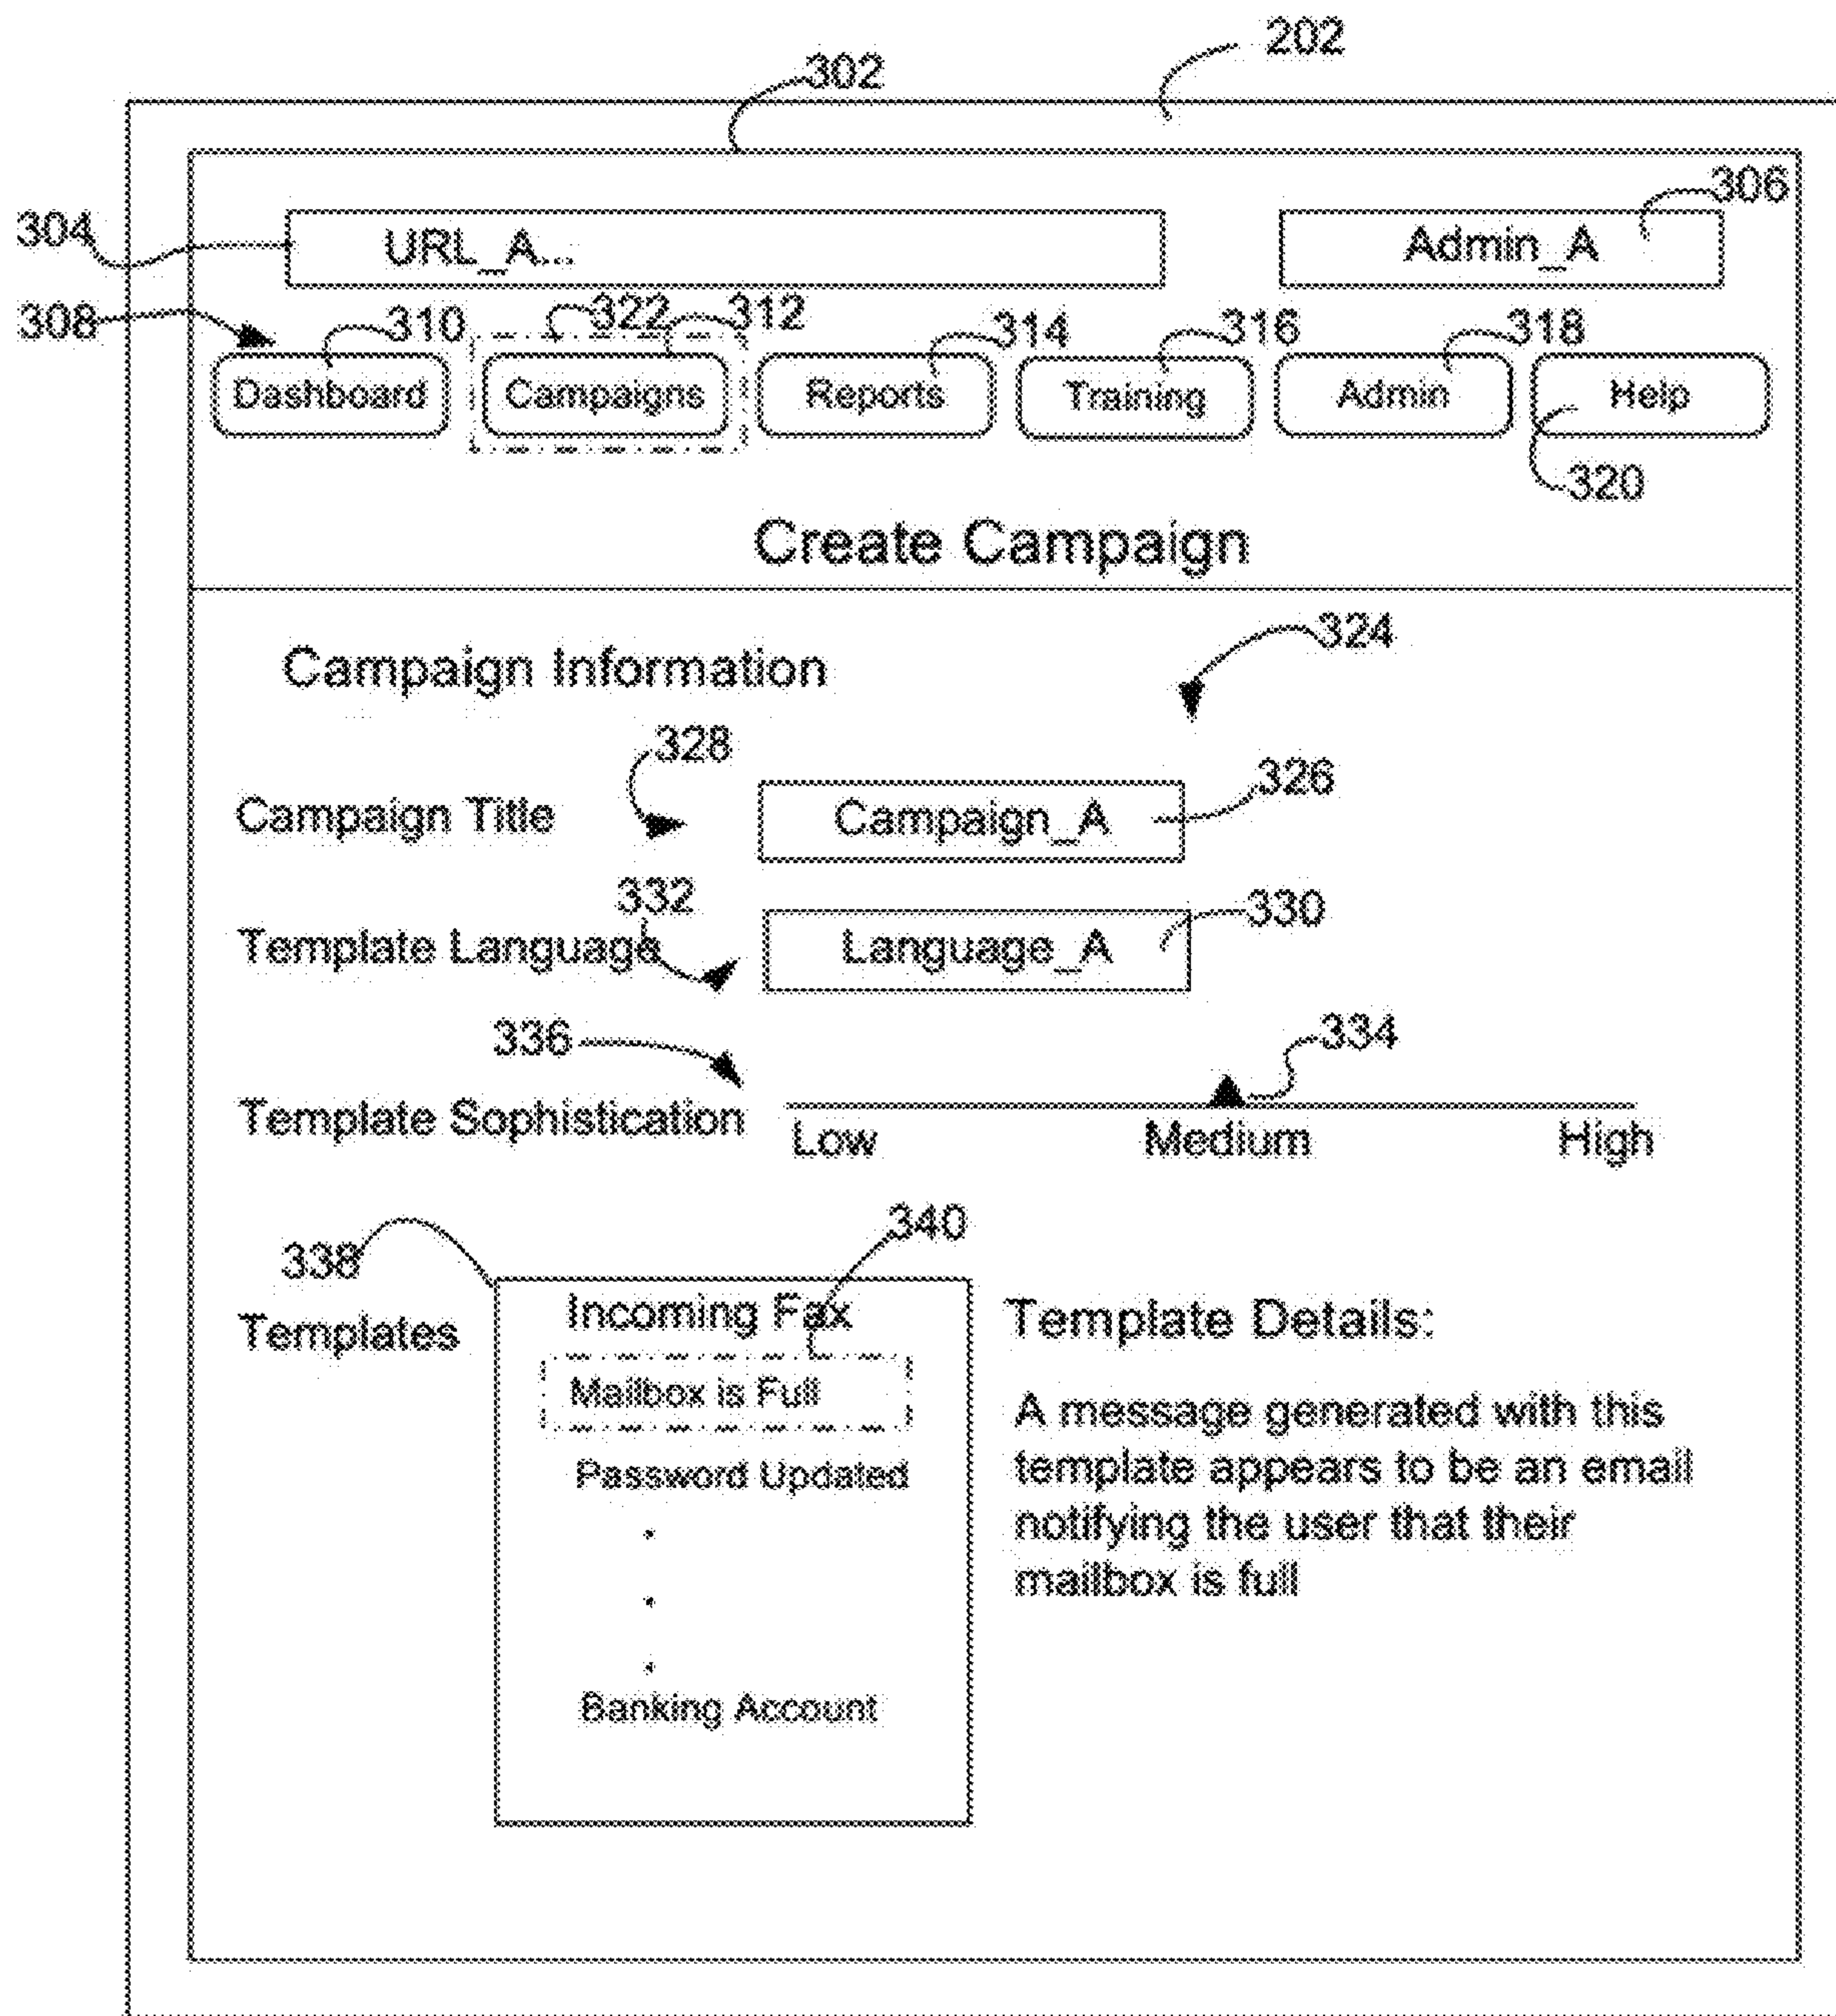 202
302
306
304
URL_A...
Admin_A
308
310
322
312
314
316
318
Dashboard
Campaigns
Reports
Training
Admin
Help
320
Create Campaign
324
Campaign Information
328
326
Campaign Title
Campaign_A
332
330
Template Language
Language_A
336
334
Template Sophistication
Low
Medium
High
340
338
Templates
Incoming Fax
Mailbox is Full
Password Updated
.
.
.
Banking Account
Template Details:
A message generated with this
template appears to be an email
notifying the user that their
mailbox is full